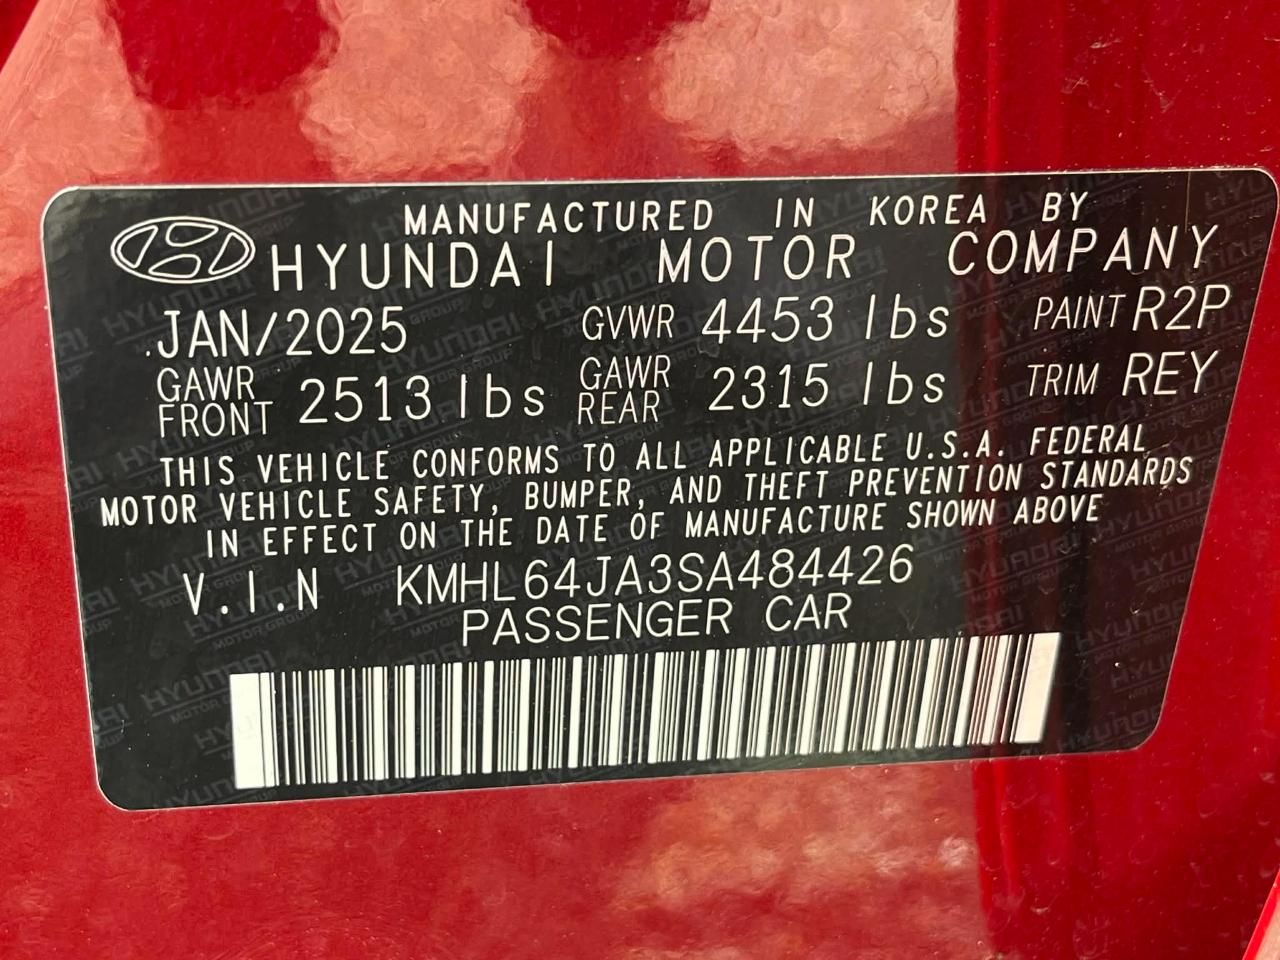 MANUFACTURED IN KOREA BY
HYUNDAI MOTOR COMPANY
JAN/2025 GVWR 4453 lbs PAINT R2P
GAWR FRONT 2513 lbs GAWR REAR 2315 lbs TRIM REY
THIS VEHICLE CONFORMS TO ALL APPLICABLE U.S.A. FEDERAL
MOTOR VEHICLE SAFETY, BUMPER, AND THEFT PREVENTION STANDARDS
IN EFFECT ON THE DATE OF MANUFACTURE SHOWN ABOVE
V.I.N KMHL64JA3SA484426
PASSENGER CAR